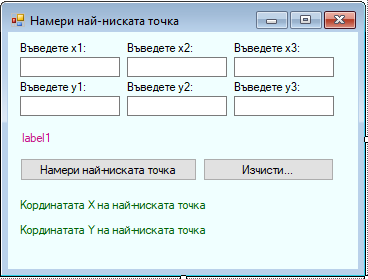 Намери най-ниската точка
Въведете x1: Въведете x2: Въведете x3:
Въведете y1: Въведете y2: Въведете y3:
label1
Намери най-ниската точка Изчисти...
Кординатата X на най-ниската точка
Кординатата Y на най-ниската точка